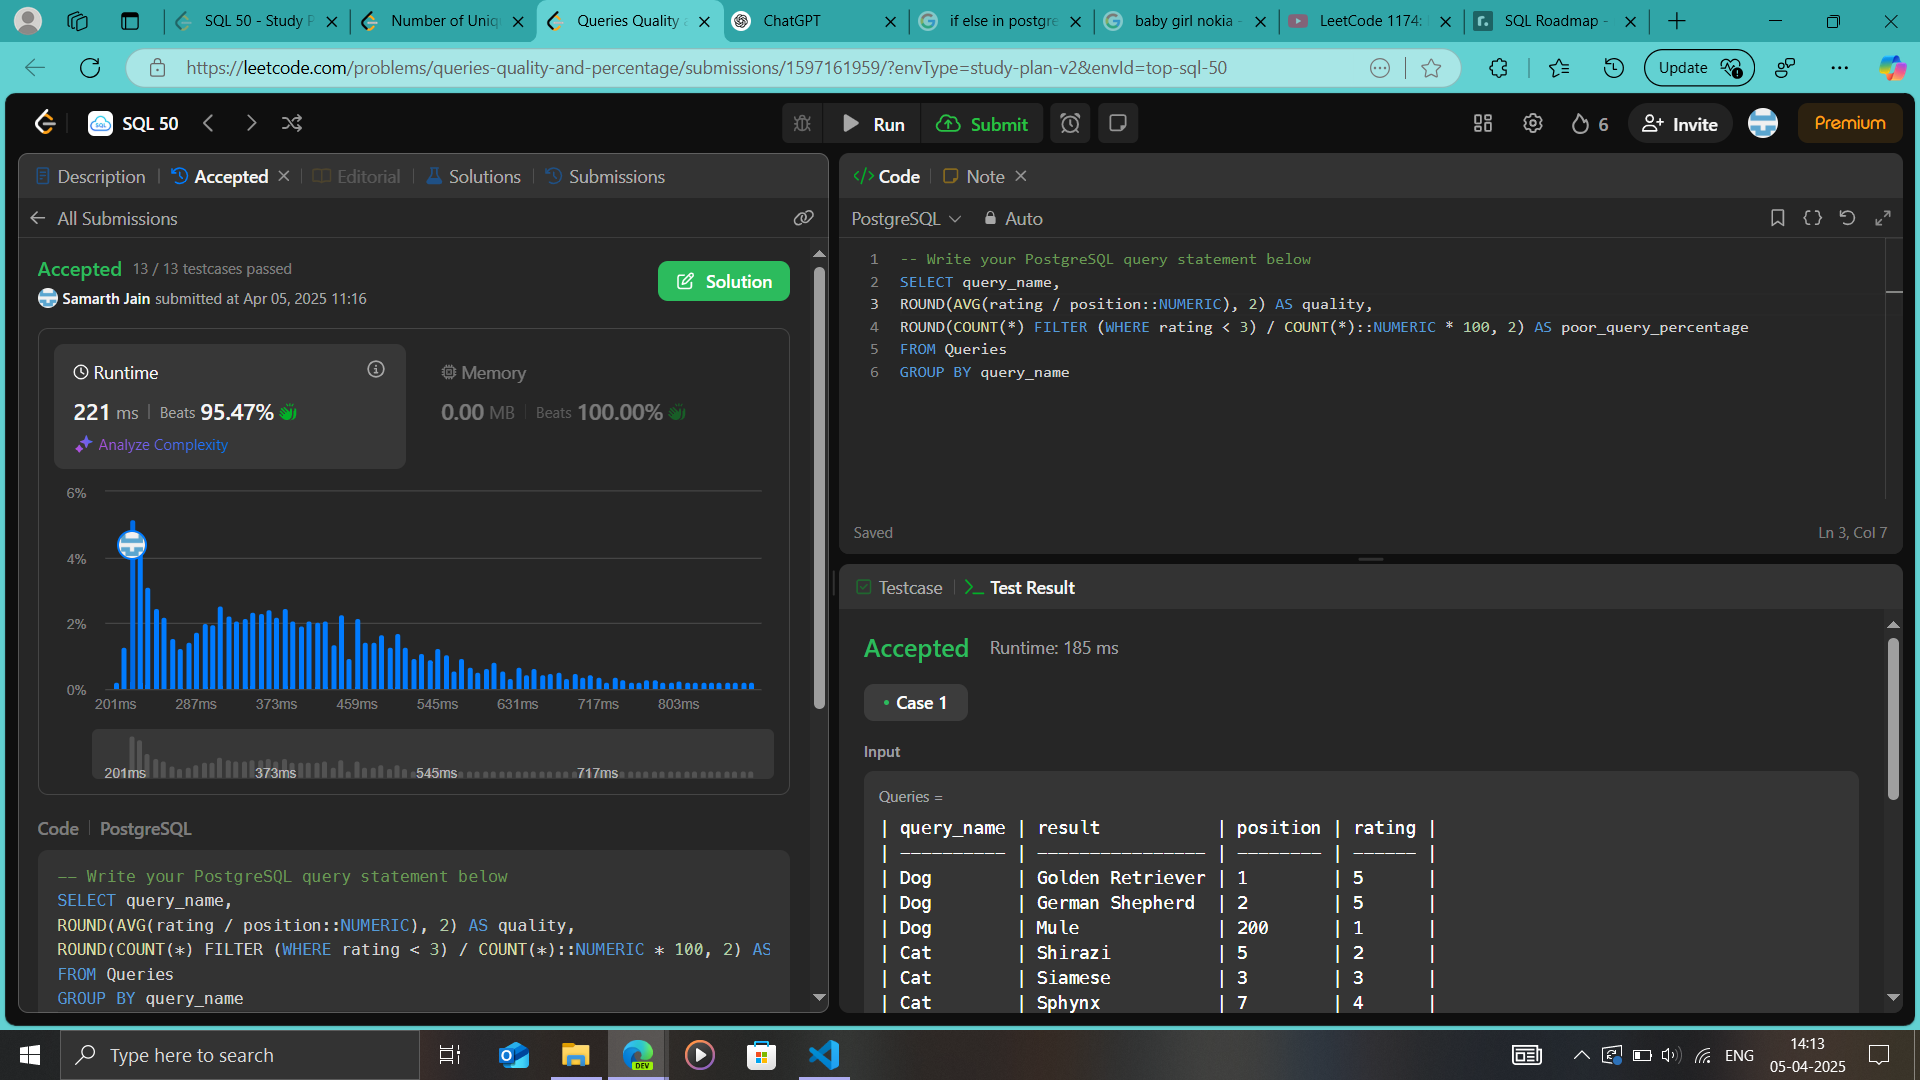 SQL 50 - Study P
Number of Uniqu
Queries Quality a
ChatGPT
if else in postgre
baby girl nokia -
LeetCode 1174:
SQL Roadmap -
https://leetcode.com/problems/queries-quality-and-percentage/submissions/1597161959/?envType=study-plan-v2&envId=top-sql-50
Update
SQL 50
Run
Submit
6
Invite
Premium
Description
Accepted
Editorial
Solutions
Submissions
All Submissions
Accepted 13 / 13 testcases passed
Samarth Jain submitted at Apr 05, 2025 11:16
Solution
Runtime
221 ms | Beats 95.47%
Analyze Complexity
Memory
0.00 MB | Beats 100.00%
6%
4%
2%
0%
201ms 287ms 373ms 459ms 545ms 631ms 717ms 803ms
201ms 373ms 545ms 717ms
Code | PostgreSQL
-- Write your PostgreSQL query statement below
SELECT query_name,
ROUND(AVG(rating / position::NUMERIC), 2) AS quality,
ROUND(COUNT(*) FILTER (WHERE rating < 3) / COUNT(*)::NUMERIC * 100, 2) AS
FROM Queries
GROUP BY query_name
</> Code
Note
PostgreSQL
Auto
1 -- Write your PostgreSQL query statement below
2 SELECT query_name,
3 ROUND(AVG(rating / position::NUMERIC), 2) AS quality,
4 ROUND(COUNT(*) FILTER (WHERE rating < 3) / COUNT(*)::NUMERIC * 100, 2) AS poor_query_percentage
5 FROM Queries
6 GROUP BY query_name
Saved
Ln 3, Col 7
Testcase
Test Result
Accepted Runtime: 185 ms
• Case 1
Input
Queries =
| query_name | result | position | rating |
| ---------- | ---------------- | -------- | ------ |
| Dog | Golden Retriever | 1 | 5 |
| Dog | German Shepherd | 2 | 5 |
| Dog | Mule | 200 | 1 |
| Cat | Shirazi | 5 | 2 |
| Cat | Siamese | 3 | 3 |
| Cat | Sphynx | 7 | 4 |
Type here to search
DEV
ENG
14:13
05-04-2025